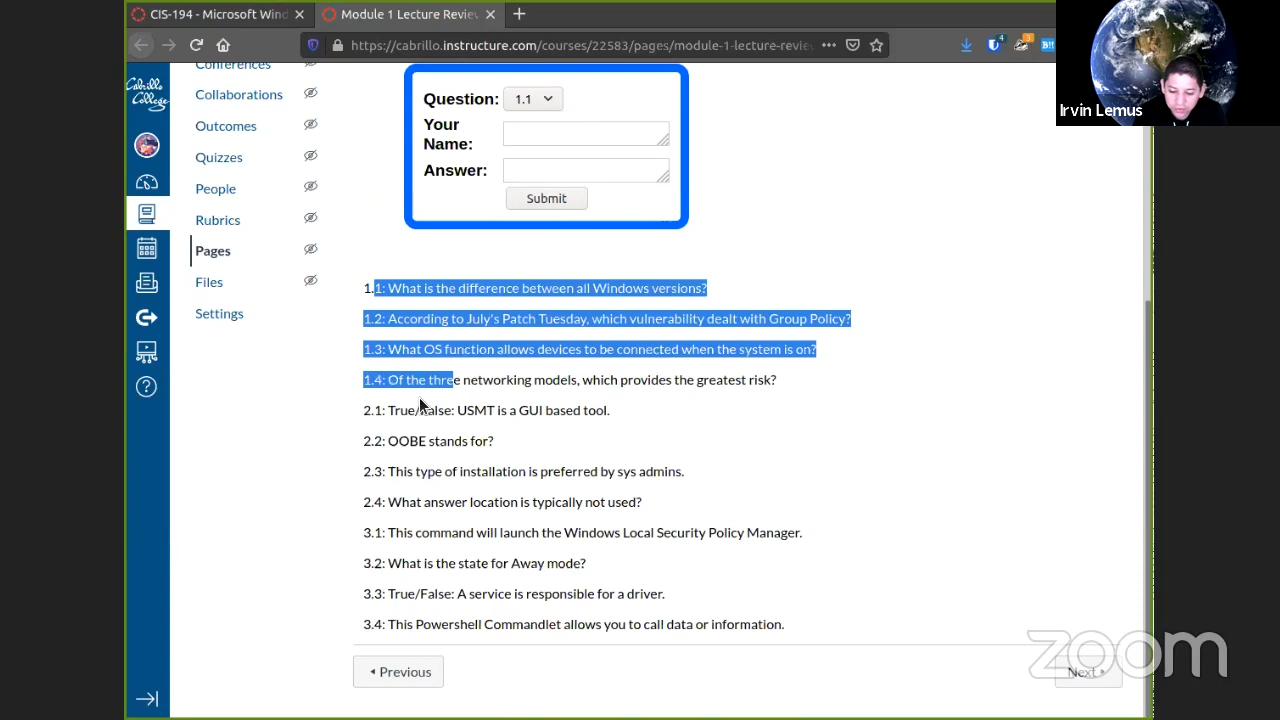 CIS-194 - Microsoft Wind
Module 1 Lecture Review
https://cabrillo.instructure.com/courses/22583/pages/module-1-lecture-revie
4
3
B!!
Irvin Lemus
Cabrillo College
Conferences
Collaborations
Outcomes
Quizzes
People
Rubrics
Pages
Files
Settings
Question: 1.1
Your Name:
Answer:
Submit
1.1: What is the difference between all Windows versions?
1.2: According to July's Patch Tuesday, which vulnerability dealt with Group Policy?
1.3: What OS function allows devices to be connected when the system is on?
1.4: Of the three networking models, which provides the greatest risk?
2.1: True/False: USMT is a GUI based tool.
2.2: OOBE stands for?
2.3: This type of installation is preferred by sys admins.
2.4: What answer location is typically not used?
3.1: This command will launch the Windows Local Security Policy Manager.
3.2: What is the state for Away mode?
3.3: True/False: A service is responsible for a driver.
3.4: This Powershell Commandlet allows you to call data or information.
Previous
Next
zoom